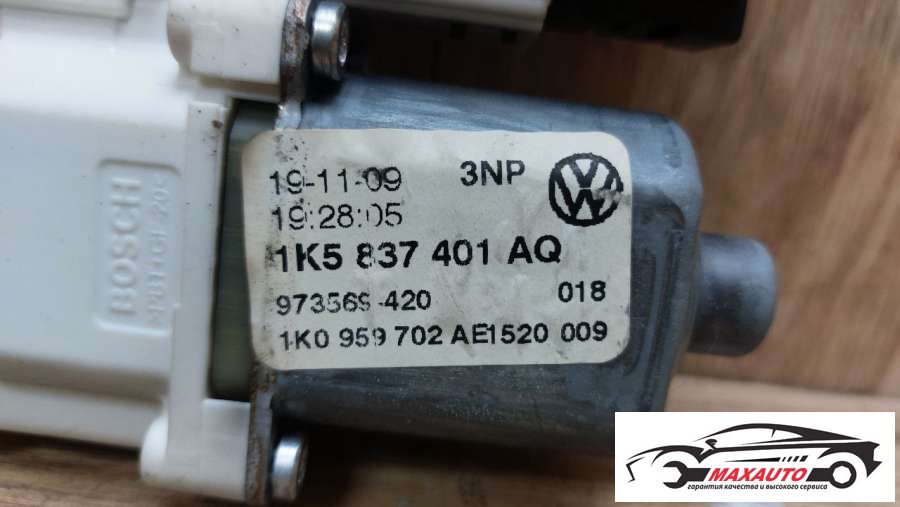 19-11-09 3NP
19:28:05
1K5 837 401 AQ
973569-420 018
1K0 959 702 AE1520 009
BOSCH
MAXAUTO
гарантия качества и высокого сервиса